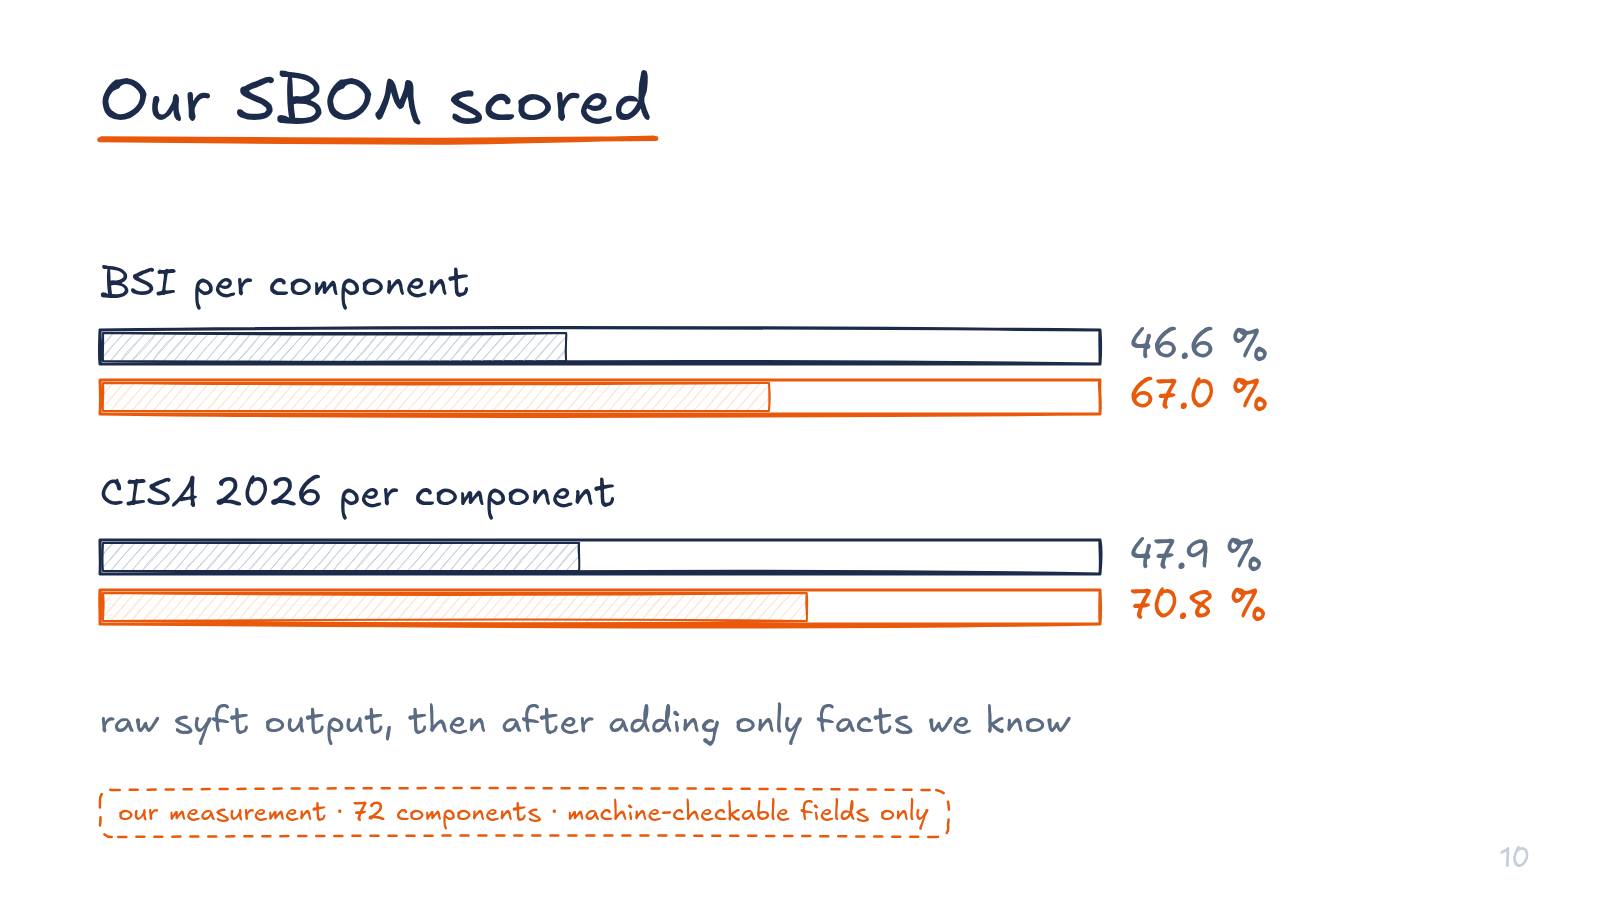 Our SBOM scored
BSI per component
46.6 %
67.0 %
CISA 2026 per component
47.9 %
70.8 %
raw syft output, then after adding only facts we know
our measurement · 72 components · machine-checkable fields only
10